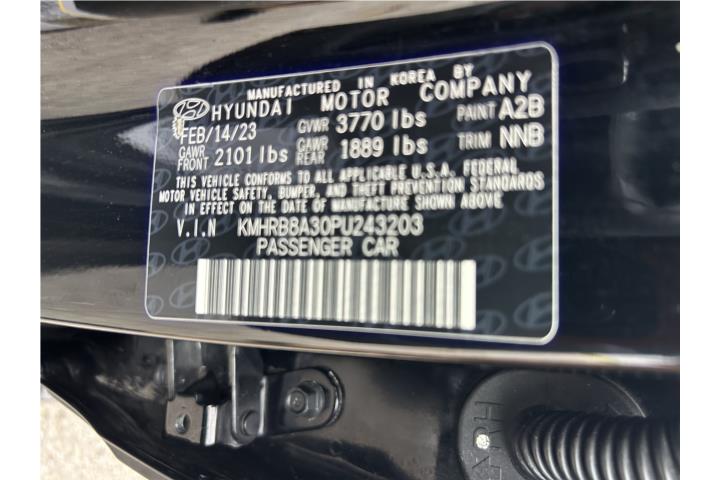 MANUFACTURED IN KOREA BY
HYUNDAI MOTOR COMPANY
FEB/14/23 GVWR 3770 lbs PAINT A2B
GAWR FRONT 2101 lbs GAWR REAR 1889 lbs TRIM NNB
THIS VEHICLE CONFORMS TO ALL APPLICABLE U.S.A. FEDERAL
MOTOR VEHICLE SAFETY, BUMPER, AND THEFT PREVENTION STANDARDS
IN EFFECT ON THE DATE OF MANUFACTURE SHOWN ABOVE.
V.I.N KMHRB8A30PU243203
PASSENGER CAR